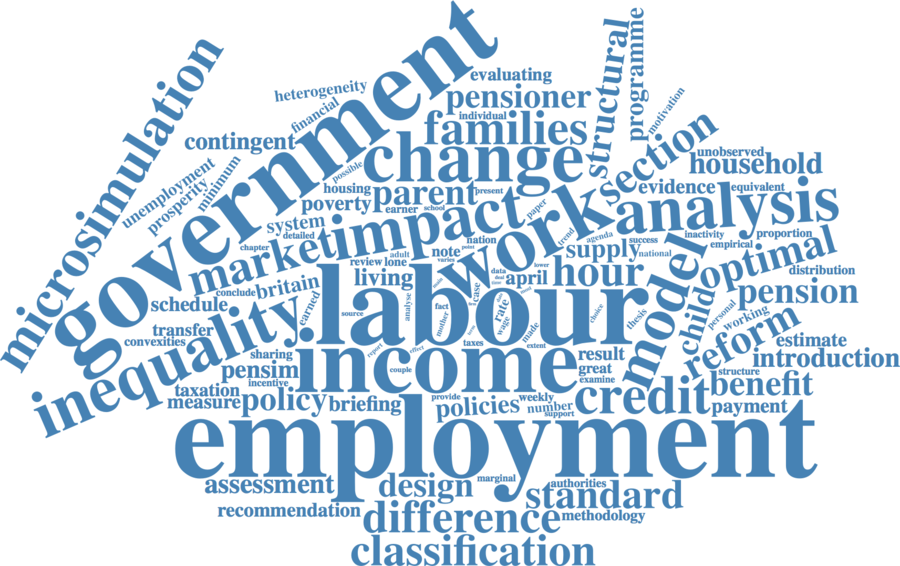 microsimulation
government
heterogeneity
evaluating
financial
pensioner
individual
structural
programme
motivation
contingent
families
change
possible
section
unobserved
household
unemployment
prosperity
minimum
housing
parent
present
evidence
equivalent
poverty
earner
school
paper
work
analysis
system
detailed
impact
market
chapter
nation
point
trend
agenda
supply
success
national
inactivity
empirical
proportion
adult
note
varies
review
lone
optimal
distribution
living
data
deal
time
lower
april
hour
model
britain
conclude
schedule
earned
source
analyse
labour
fact
mother
case
rate
wage
choice
thesis
child
personal
pension
working
reform
transfer
convexities
inequality
report
effect
term
taxes
made
extent
estimate
sharing
income
couple
result
great
examine
introduction
pensim
incentive
structure
benefit
taxation
measure
policy
briefing
provide
policies
weekly
number
support
credit
payment
employment
assessment
design
marginal
authorities
standard
recommendation
difference
methodology
classification